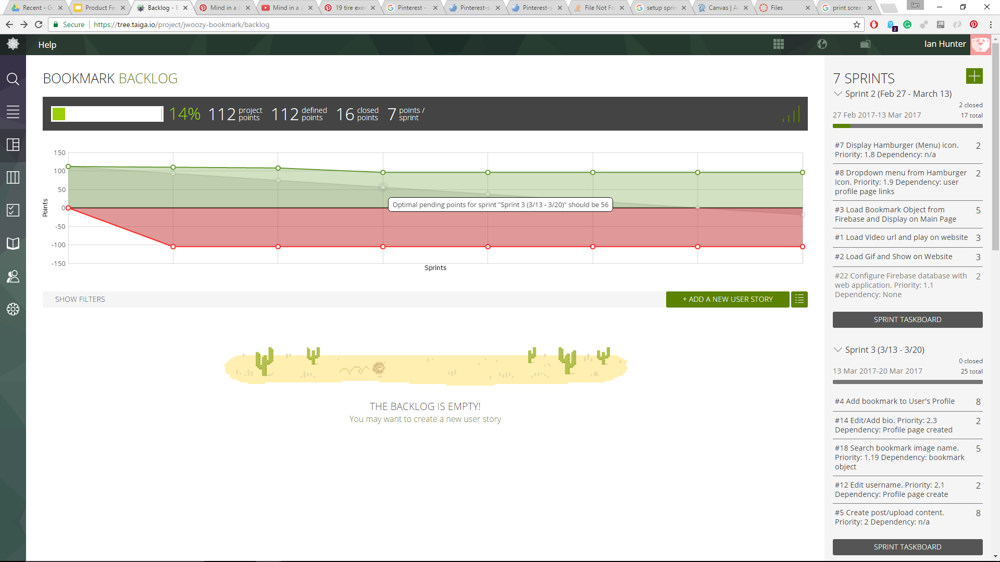 Recent - G
Product Fe
Backlog - B
Mind in a
Mind in a
19 tire exer
Pinterest -
Pinterest-s
Pinterest-s
File Not Fo
setup sprin
Canvas | A
Files
print scree
Ian
Secure
https://tree.taiga.io/project/jwoozy-bookmark/backlog
2
JB
Help
Ian Hunter
BOOKMARK BACKLOG
14%
112 project points
112 defined points
16 closed points
7 points / sprint
150
100
50
0
-50
-100
-150
Points
Sprints
Optimal pending points for sprint "Sprint 3 (3/13 - 3/20)" should be 56
SHOW FILTERS
+ ADD A NEW USER STORY
THE BACKLOG IS EMPTY!
You may want to create a new user story
7 SPRINTS
Sprint 2 (Feb 27 - March 13)
2 closed
27 Feb 2017-13 Mar 2017
17 total
#7 Display Hamburger (Menu) icon. 2
Priority: 1.8 Dependency: n/a
#8 Dropdown menu from Hamburger 2
Icon. Priority: 1.9 Dependency: user
profile page links
#3 Load Bookmark Object from 5
Firebase and Display on Main Page
#1 Load Video url and play on website 3
#2 Load Gif and Show on Website 3
#22 Configure Firebase database with 2
web application. Priority: 1.1
Dependency: None
SPRINT TASKBOARD
Sprint 3 (3/13 - 3/20)
0 closed
13 Mar 2017-20 Mar 2017
25 total
#4 Add bookmark to User's Profile 8
#14 Edit/Add bio. Priority: 2.3 2
Dependency: Profile page created
#18 Search bookmark image name. 5
Priority: 1.19 Dependency: bookmark
object
#12 Edit username. Priority: 2.1 2
Dependency: Profile page create
#5 Create post/upload content. 8
Priority: 2 Dependency: n/a
SPRINT TASKBOARD